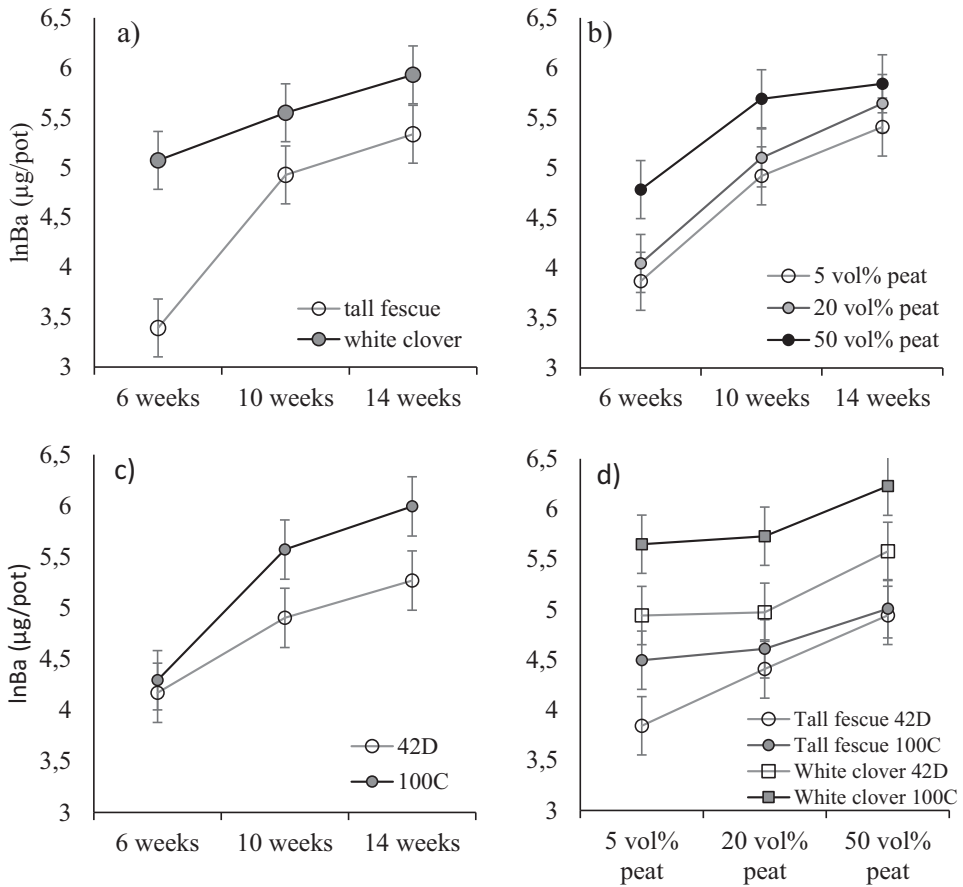 a)
lnBa (µg/pot)
6,5
6
5,5
5
4,5
4
3,5
3
6 weeks 10 weeks 14 weeks
tall fescue
white clover
b)
6,5
6
5,5
5
4,5
4
3,5
3
6 weeks 10 weeks 14 weeks
5 vol% peat
20 vol% peat
50 vol% peat
c)
lnBa (µg/pot)
6,5
6
5,5
5
4,5
4
3,5
3
6 weeks 10 weeks 14 weeks
42D
100C
d)
6,5
6
5,5
5
4,5
4
3,5
3
5 vol% 20 vol% 50 vol%
peat peat peat
Tall fescue 42D
Tall fescue 100C
White clover 42D
White clover 100C